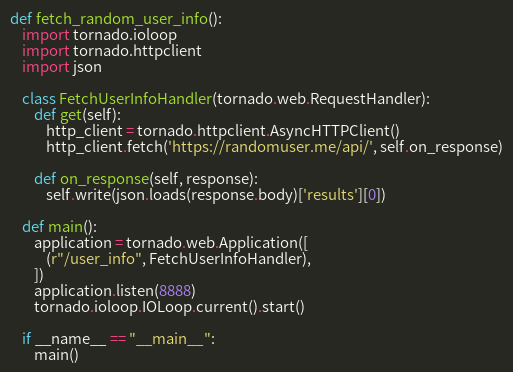 def fetch_random_user_info():
    import tornado.ioloop
    import tornado.httpclient
    import json

    class FetchUserInfoHandler(tornado.web.RequestHandler):
        def get(self):
            http_client = tornado.httpclient.AsyncHTTPClient()
            http_client.fetch('https://randomuser.me/api/', self.on_response)

        def on_response(self, response):
            self.write(json.loads(response.body)['results'][0])

    def main():
        application = tornado.web.Application([
            (r"/user_info", FetchUserInfoHandler),
        ])
        application.listen(8888)
        tornado.ioloop.IOLoop.current().start()

    if __name__ == "__main__":
        main()